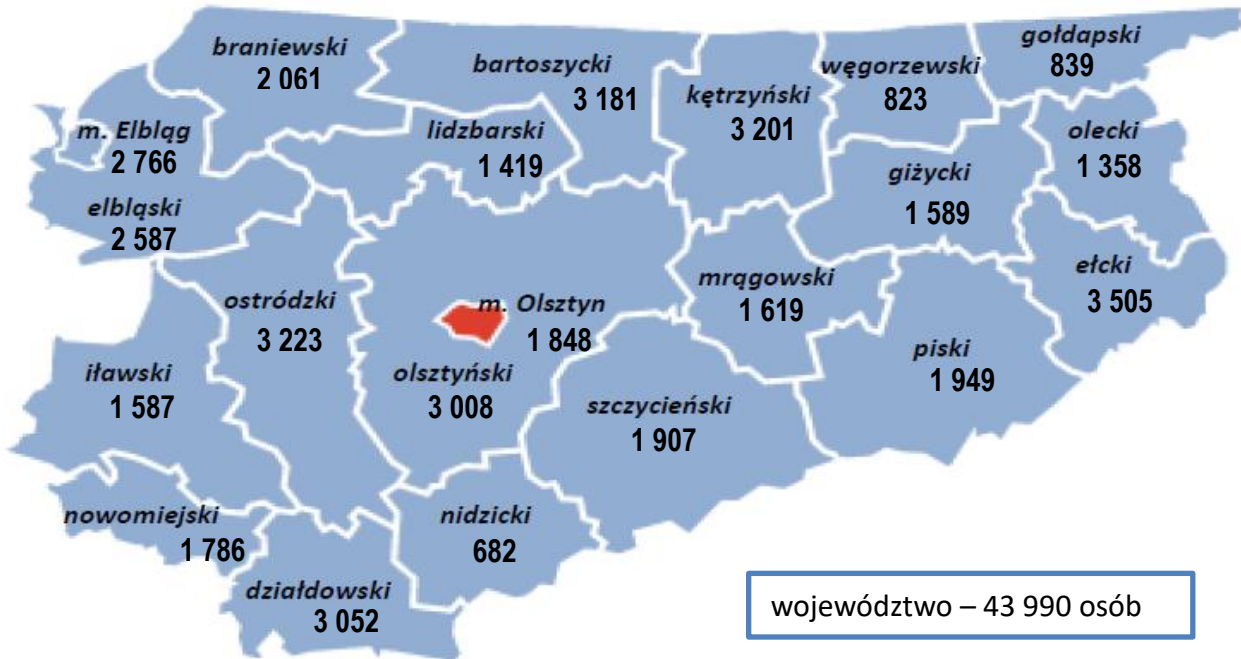 braniewski
2 061
bartoszycki
3 181
kętrzyński
3 201
węgorzewski
823
gołdapski
839
m. Elbląg
2 766
lidzbarski
1 419
olecki
1 358
giżycki
1 589
elbląski
2 587
ostródzki
3 223
m. Olsztyn
1 848
mrągowski
1 619
ełcki
3 505
iławski
1 587
olsztyński
3 008
szczycieński
1 907
piski
1 949
nowomiejski
1 786
nidzicki
682
działdowski
3 052
województwo – 43 990 osób